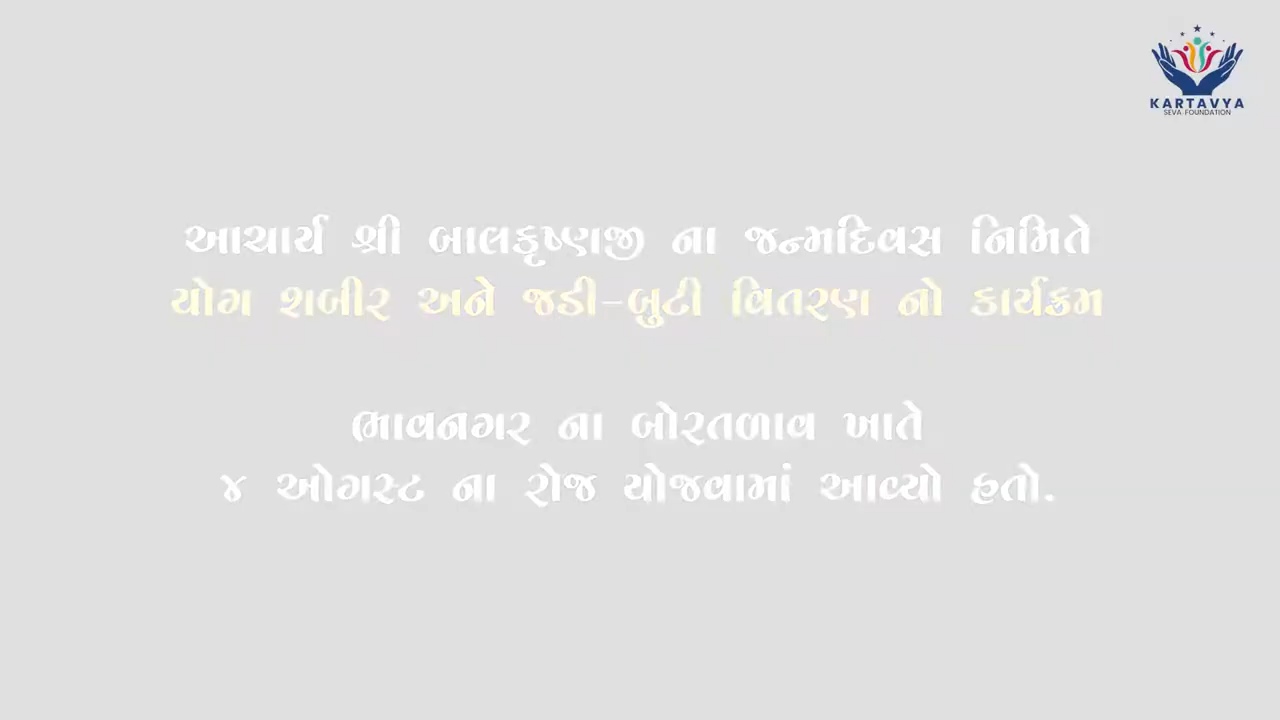 KARTAVYA
SEVA FOUNDATION
આચાર્ય શ્રી બાલકૃષ્ણજી ના જન્મદિવસ નિમિતે
યોગ શબીર અને જડી-બુટી વિતરણ નો કાર્યક્રમ
ભાવનગર ના બોરતળાવ ખાતે
૪ ઓગસ્ટ ના રોજ યોજવામાં આવ્યો હતો.